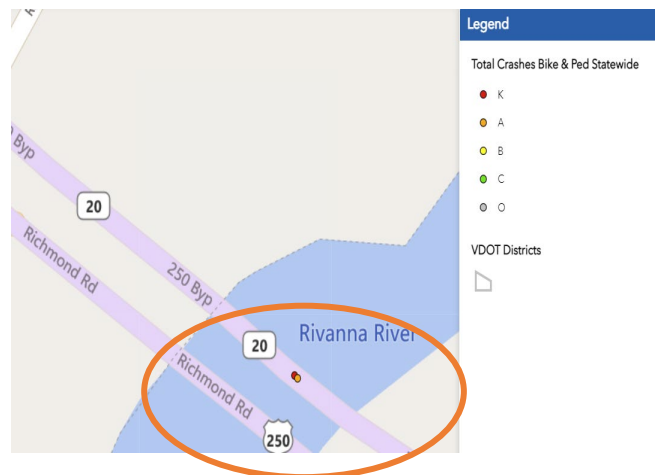 Legend
Total Crashes Bike & Ped Statewide
K
A
B
C
O
VDOT Districts
Byp
20
Richmond Rd
250 Byp
20
Rivanna River
Richmond Rd
250